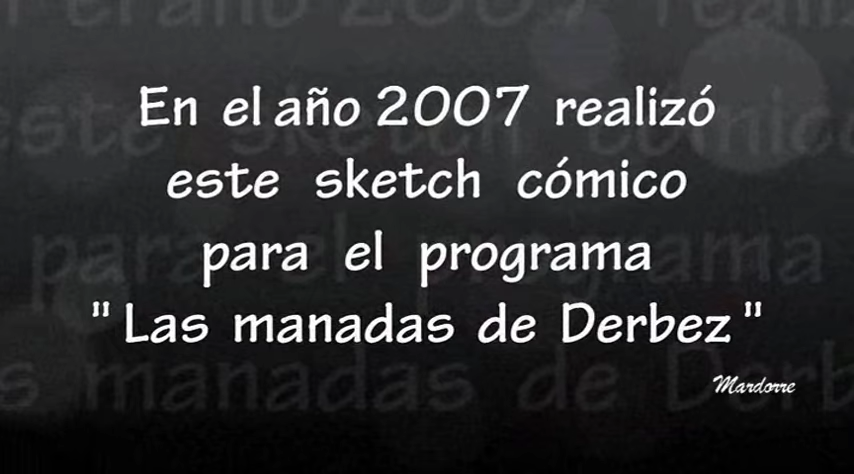 En el año 2007 realizó
este sketch cómico
para el programa
" Las manadas de Derbez "
Mardorre